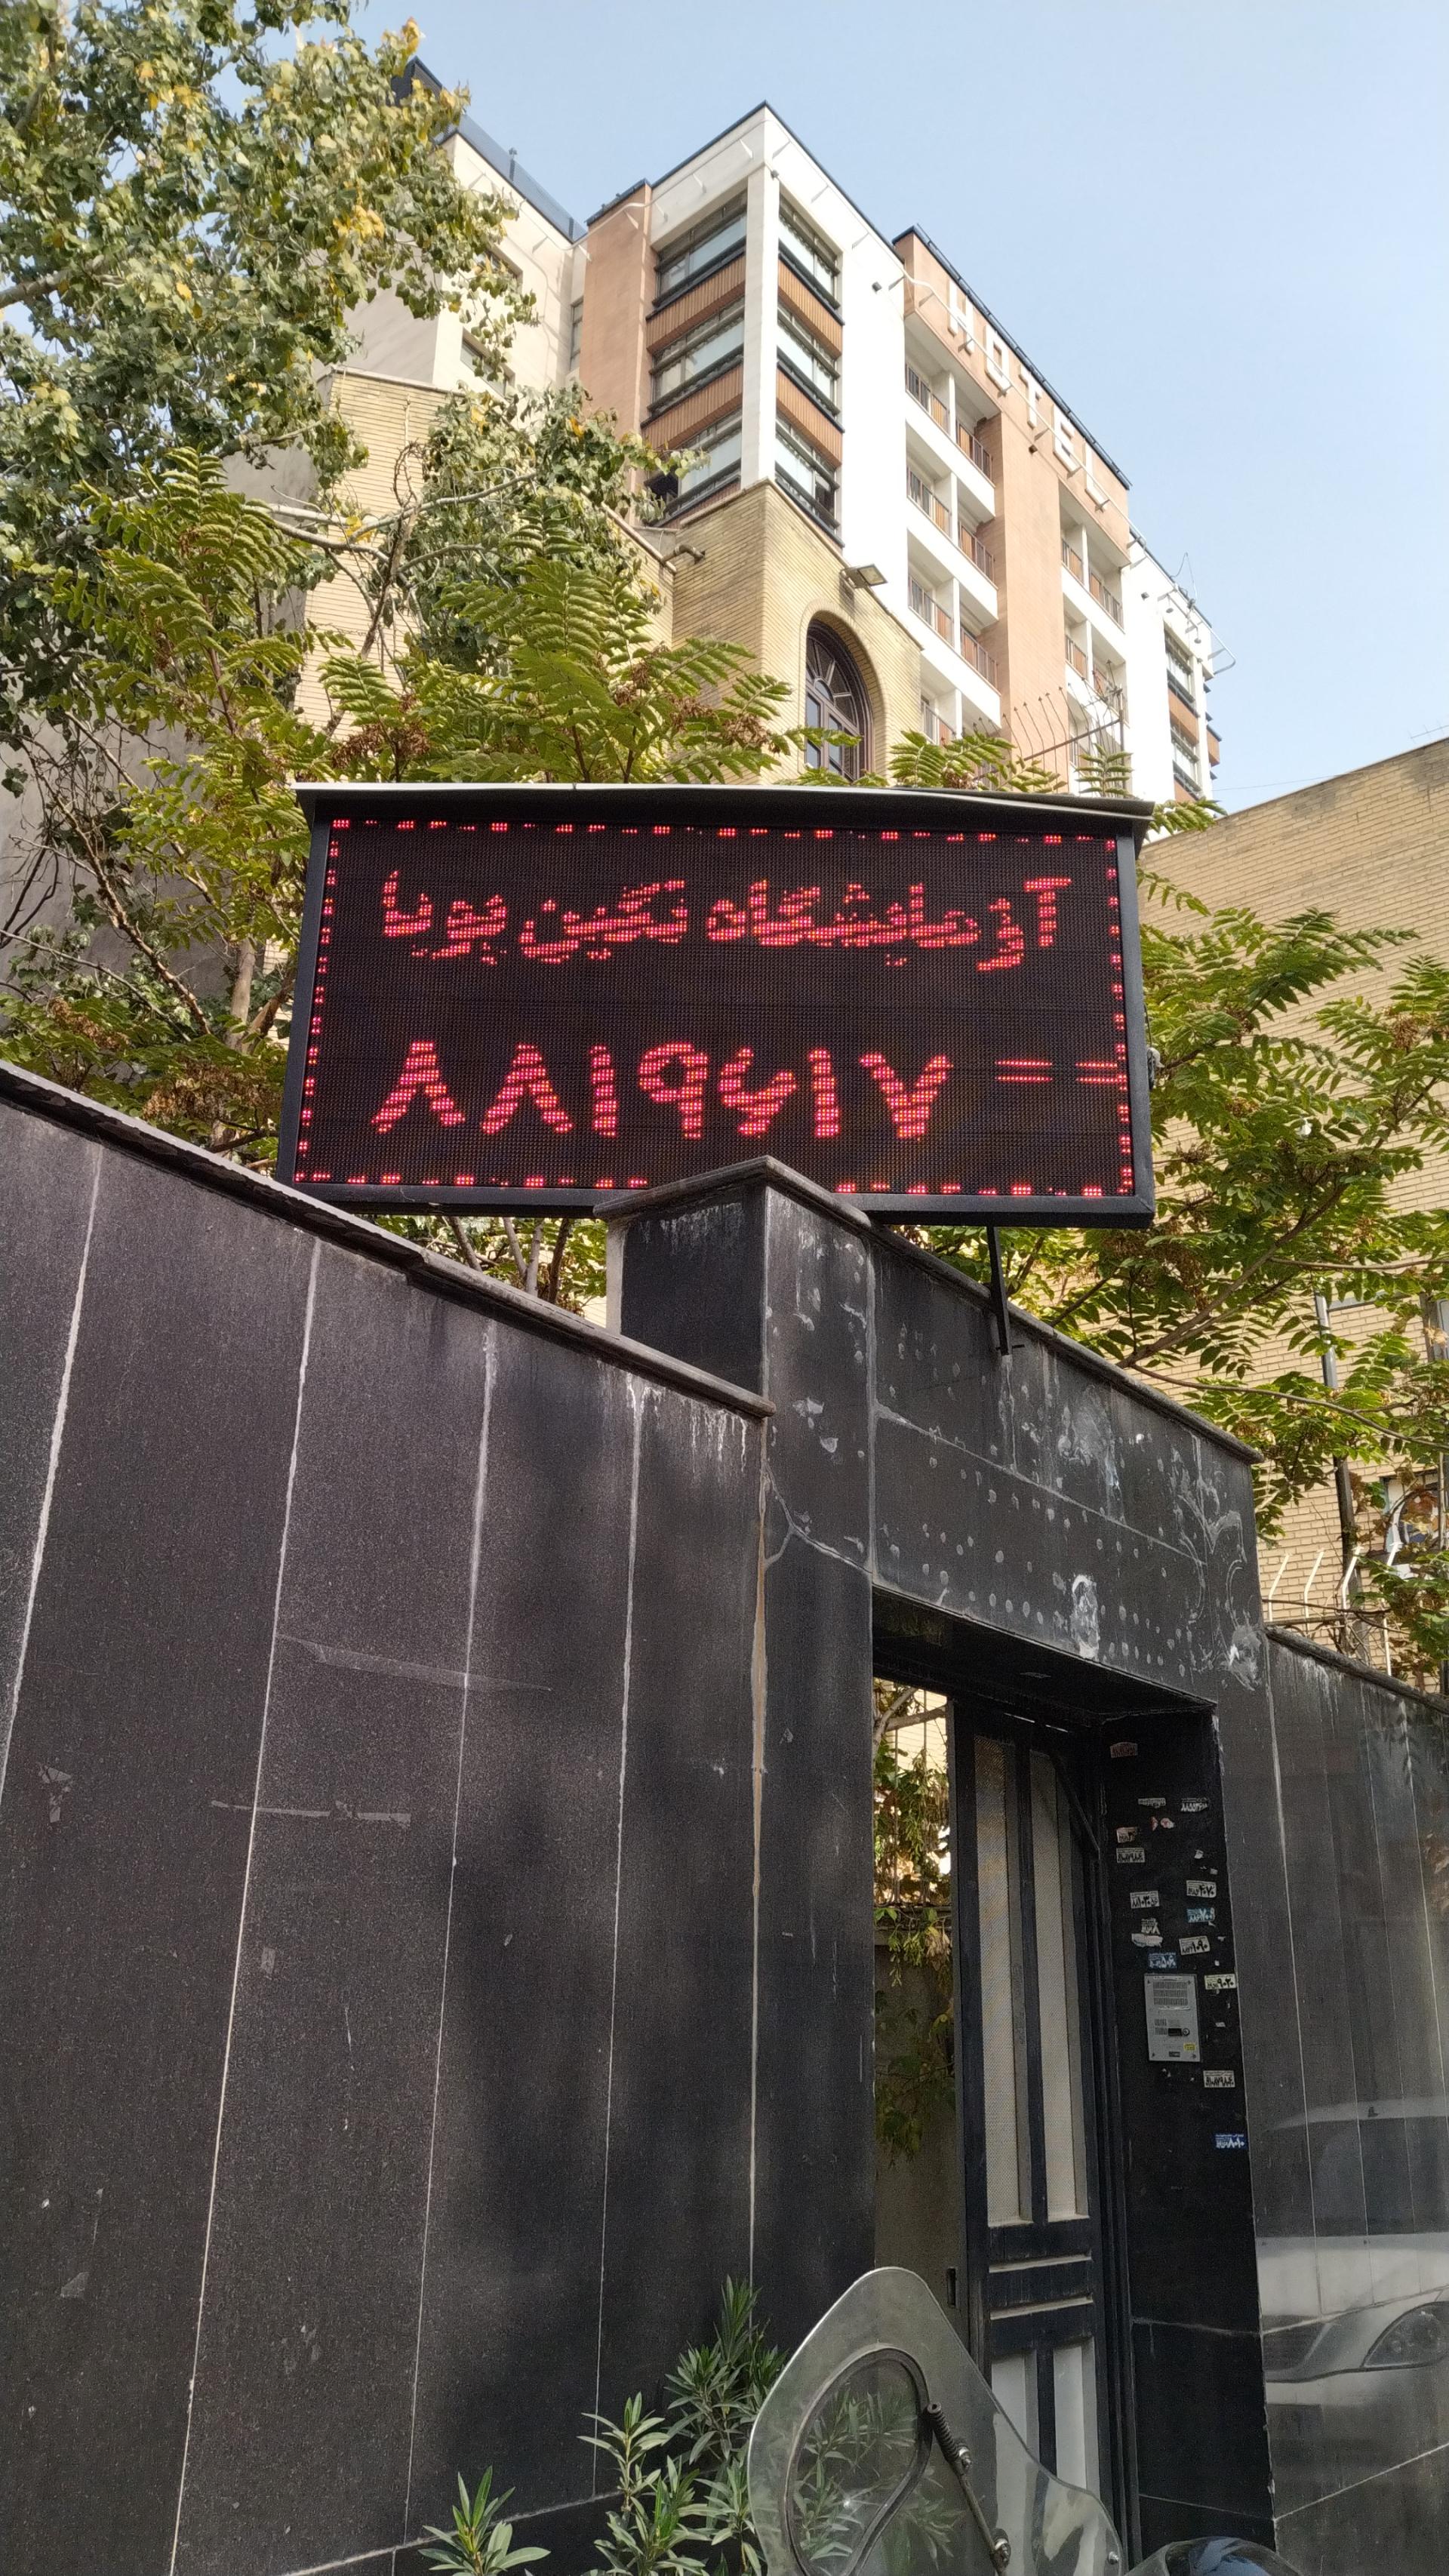 HOTEL
آزمایشگاه نگین پویا
۸۸۱۹۶۱۷ ==